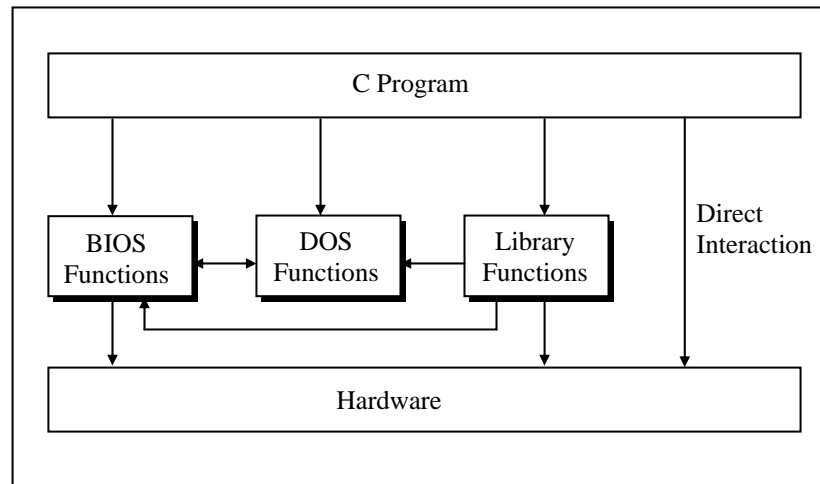 C Program
BIOS
Functions
DOS
Functions
Library
Functions
Direct
Interaction
Hardware